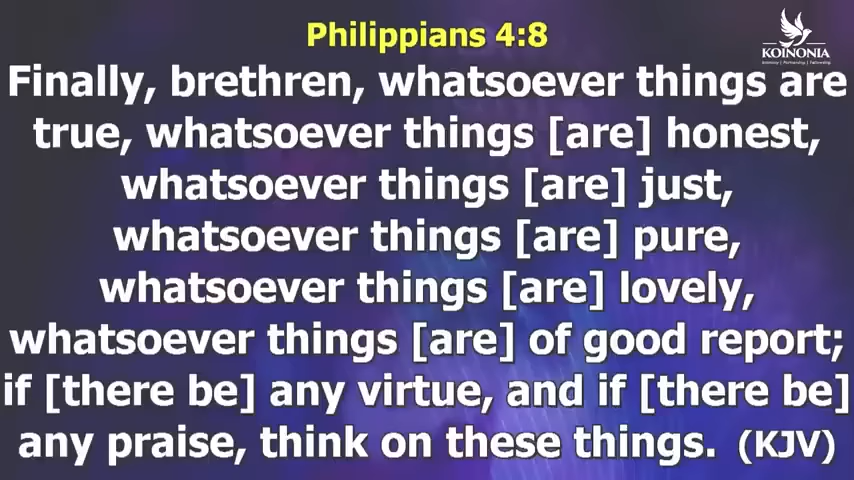 Philippians 4:8
KOINONIA
Finally, brethren, whatsoever things are
true, whatsoever things [are] honest,
whatsoever things [are] just,
whatsoever things [are] pure,
whatsoever things [are] lovely,
whatsoever things [are] of good report;
if [there be] any virtue, and if [there be]
any praise, think on these things. (KJV)